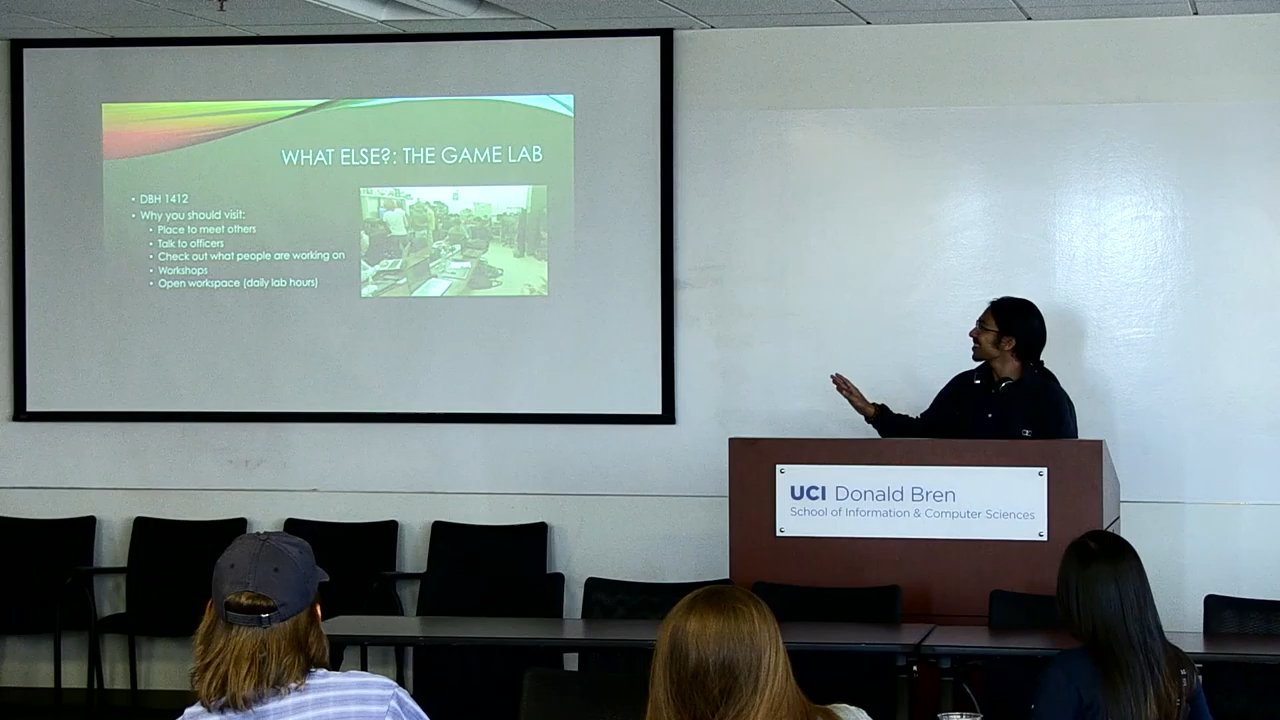 WHAT ELSE?: THE GAME LAB
• DBH 1412
• Why you should visit:
• Place to meet others
• Talk to officers
• Check out what people are working on
• Workshops
• Open workspace (daily lab hours)
UCI Donald Bren
School of Information & Computer Sciences